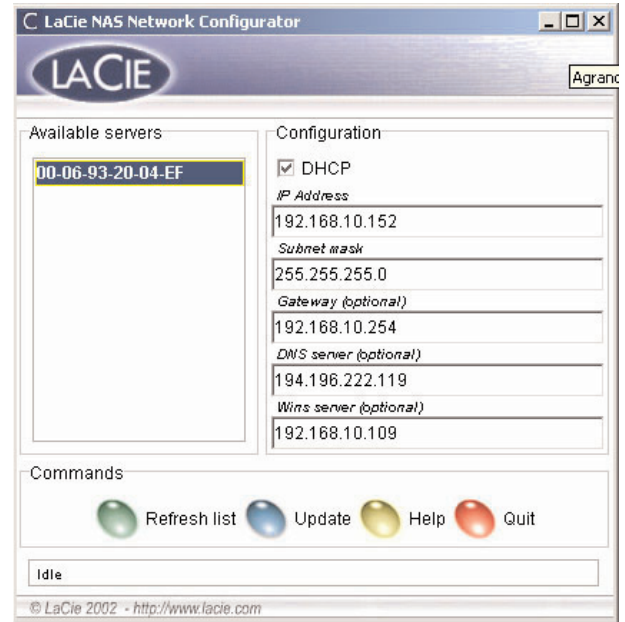 LaCie NAS Network Configurator
LACIE
Agranc
Available servers
00-06-93-20-04-EF
Configuration
DHCP
IP Address
192.168.10.152
Subnet mask
255.255.255.0
Gateway (optional)
192.168.10.254
DNS server (optional)
194.196.222.119
Wins server (optional)
192.168.10.109
Commands
Refresh list Update Help Quit
Idle
© LaCie 2002 - http://www.lacie.com